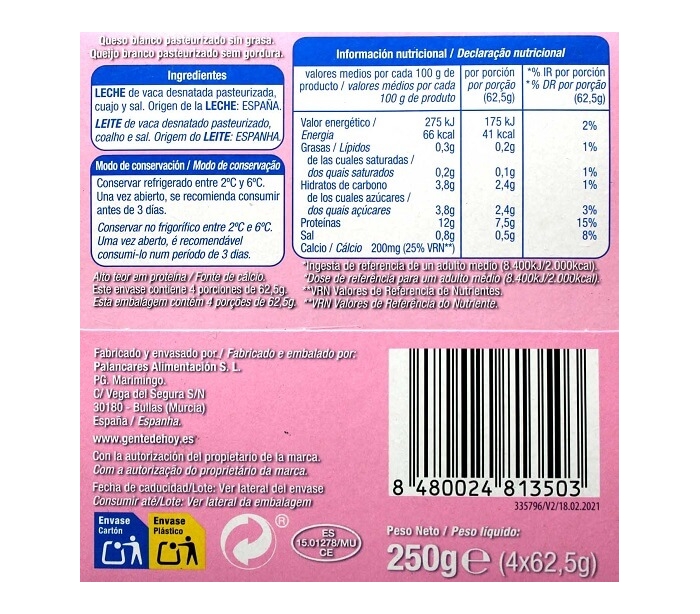 Queso blanco pasteurizado sin grasa.
Queijo branco pasteurizado sem gordura.
Ingredientes
LECHE de vaca desnatada pasteurizada,
cuajo y sal. Origen de la LECHE: ESPAÑA.
LEITE de vaca desnatado pasteurizado,
coalho e sal. Origem do LEITE: ESPANHA.
Modo de conservación / Modo de conservação
Conservar refrigerado entre 2ºC y 6ºC.
Una vez abierto, se recomienda consumir
antes de 3 días.
Conservar no frigorífico entre 2ºC e 6ºC.
Uma vez aberto, é recomendável
consumi-lo num período de 3 dias.
Alto teor em proteína / Fonte de cálcio.
Este envase contiene 4 porciones de 62,5g.
Esta embalagem contém 4 porções de 62,5g.
Información nutricional / Declaração nutricional
valores medios por cada 100 g de producto / valores médios por cada 100 g de produto | por porción por porção (62,5g) | *% IR por porción *% DR por porção (62,5g)
Valor energético / 275 kJ 175 kJ
Energia 66 kcal 41 kcal 2%
Grasas / Lípidos 0,3g 0,2g 1%
de las cuales saturadas /
dos quais saturados 0,2g 0,1g 1%
Hidratos de carbono 3,8g 2,4g 1%
de los cuales azúcares /
dos quais açúcares 3,8g 2,4g 3%
Proteínas 12g 7,5g 15%
Sal 0,8g 0,5g 8%
Calcio / Cálcio 200mg (25% VRN**)
*Ingesta de referencia de un adulto medio (8.400kJ/2.000kcal).
*Dose de referência para um adulto médio (8.400kJ/2.000kcal).
**VRN Valores de Referencia de Nutrientes.
**VRN Valores de Referência do Nutriente.
Fabricado y envasado por / Fabricado e embalado por:
Palancares Alimentación S. L.
PG. Marimingo.
C/ Vega del Segura S/N
30180 - Bullas (Murcia)
España / Espanha.
www.gentedehoy.es
Con la autorización del propietario de la marca.
Com a autorização do proprietário da marca.
Fecha de caducidad/Lote: Ver lateral del envase
Consumir até/Lote: Ver lateral da embalagem
Envase
Cartón
Envase
Plástico
®
ES
15.01278/MU
CE
8 480024 813503
335796/V2/18.02.2021
Peso Neto / Peso líquido:
250g e (4x62,5g)